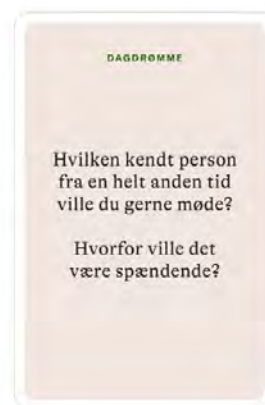 DAGDRØMME
Hvilken kendt person
fra en helt anden tid
ville du gerne møde?
Hvorfor ville det
være spændende?